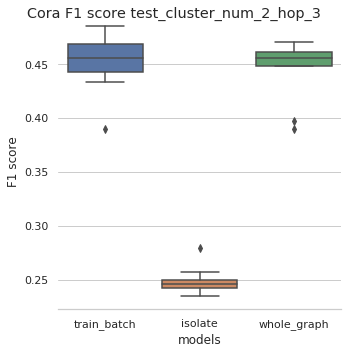 Cora F1 score test_cluster_num_2_hop_3
0.45
0.40
0.35
0.30
0.25
F1 score
train_batch isolate whole_graph
models